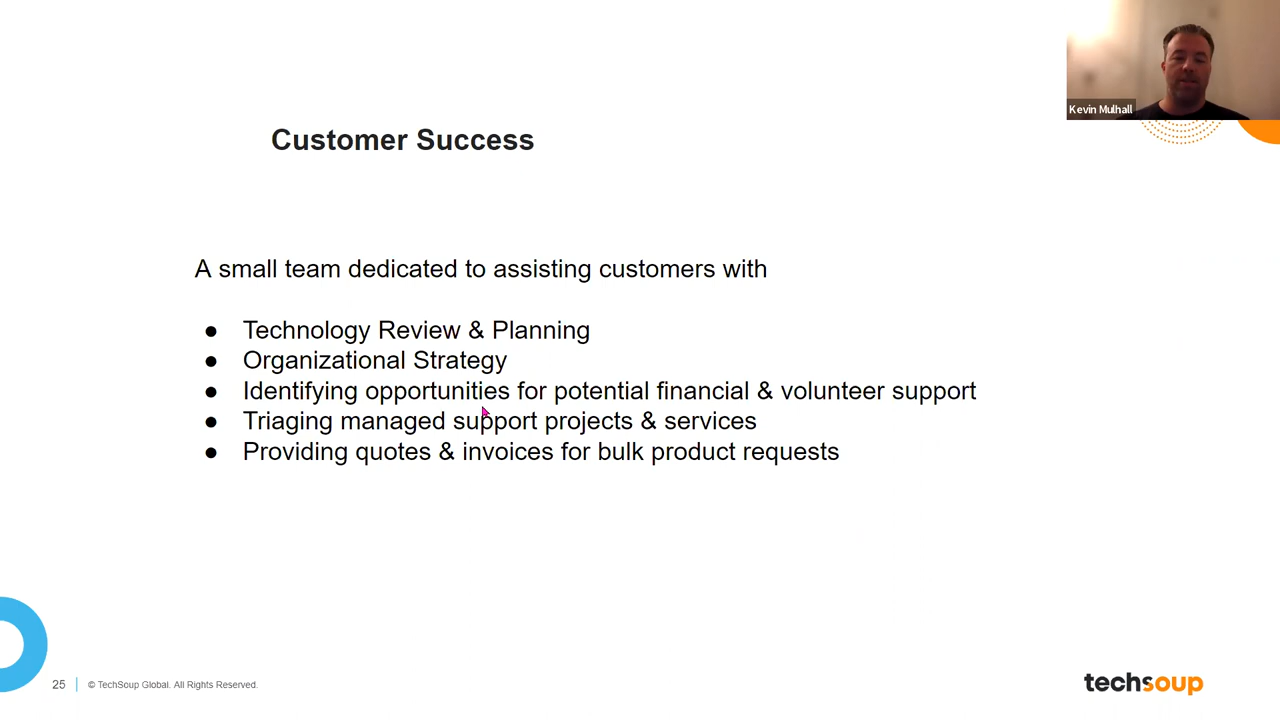 Kevin Mulhall
Customer Success
A small team dedicated to assisting customers with
● Technology Review & Planning
● Organizational Strategy
● Identifying opportunities for potential financial & volunteer support
● Triaging managed support projects & services
● Providing quotes & invoices for bulk product requests
25 | © TechSoup Global. All Rights Reserved.
techsoup